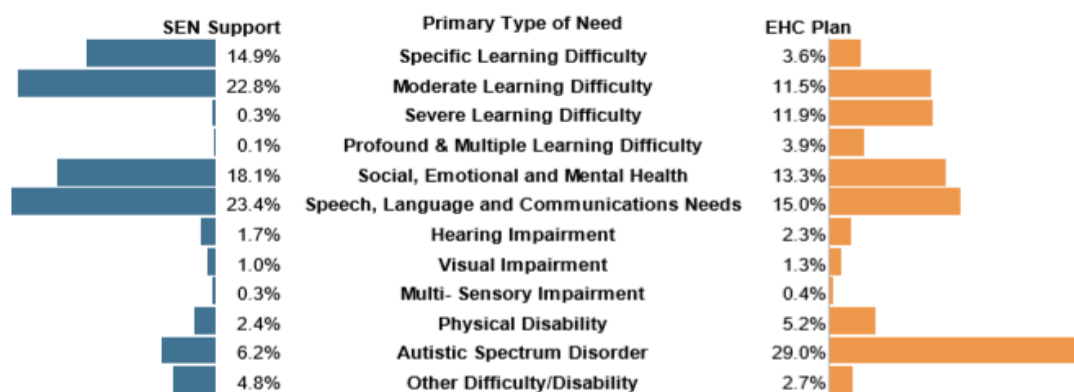 SEN Support Primary Type of Need EHC Plan
14.9% Specific Learning Difficulty 3.6%
22.8% Moderate Learning Difficulty 11.5%
0.3% Severe Learning Difficulty 11.9%
0.1% Profound & Multiple Learning Difficulty 3.9%
18.1% Social, Emotional and Mental Health 13.3%
23.4% Speech, Language and Communications Needs 15.0%
1.7% Hearing Impairment 2.3%
1.0% Visual Impairment 1.3%
0.3% Multi- Sensory Impairment 0.4%
2.4% Physical Disability 5.2%
6.2% Autistic Spectrum Disorder 29.0%
4.8% Other Difficulty/Disability 2.7%